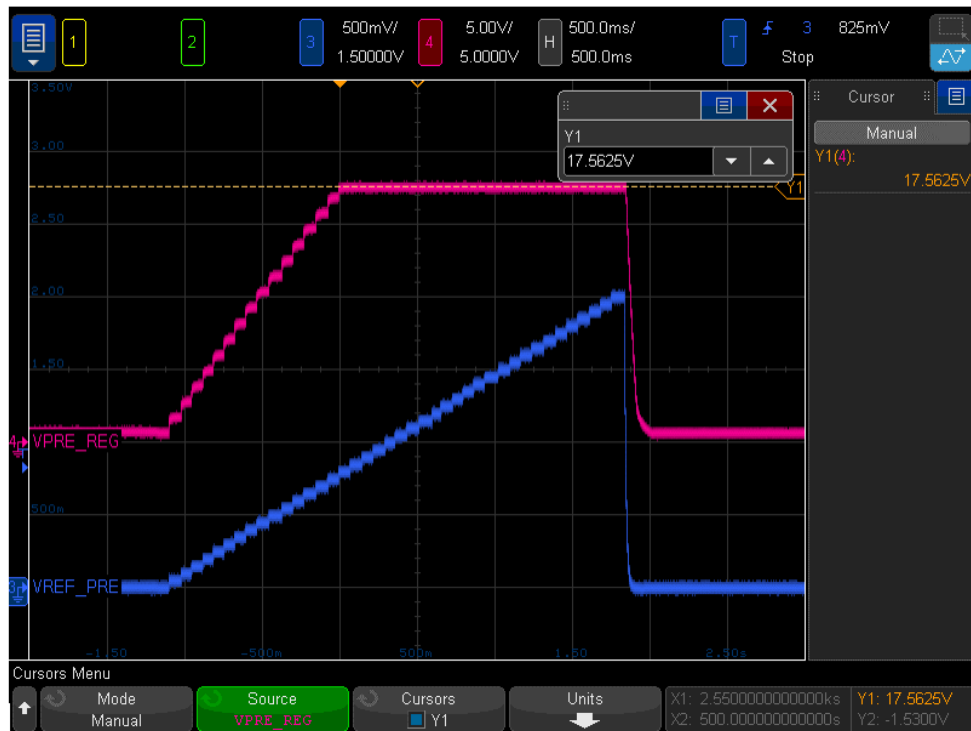 1
2
3
500mV/
1.50000V
4
5.00V/
5.0000V
H
500.0ms/
500.0ms
T
3
825mV
Stop
3.50V
3.00
2.50
2.00
1.50
500m
-1.50
-500m
500m
1.50
2.50s
Y1
17.5625V
Y1
Cursor
Manual
Y1(4):
17.5625V
4
VPRE_REG
3
VREF_PRE
Cursors Menu
Mode
Manual
Source
VPRE_REG
Cursors
Y1
Units
X1: 2.5500000000000ks
X2: 500.000000000000s
Y1: 17.5625V
Y2: -1.5300V